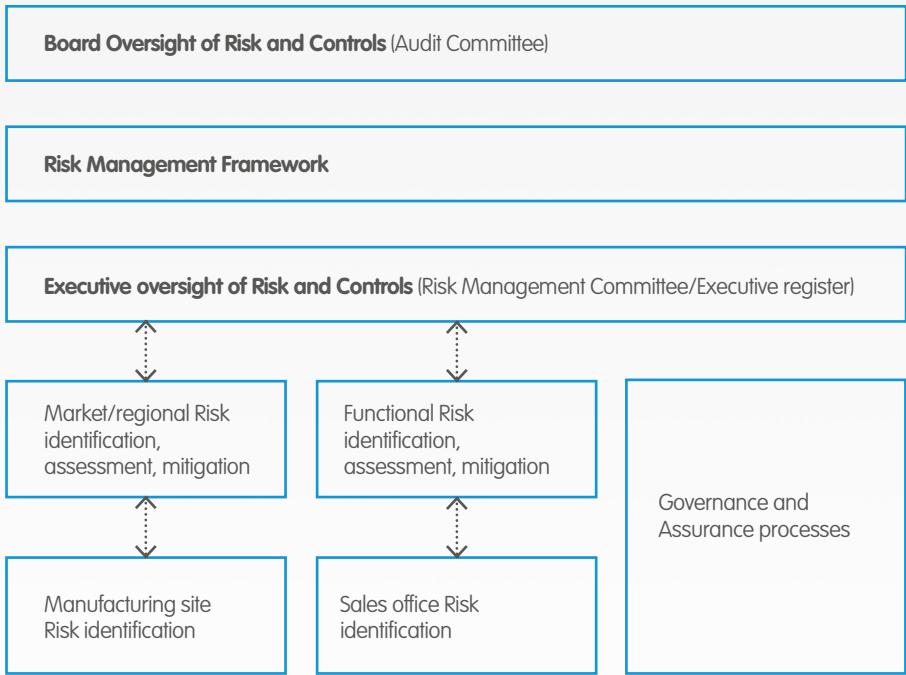 Board Oversight of Risk and Controls (Audit Committee)
Risk Management Framework
Executive oversight of Risk and Controls (Risk Management Committee/Executive register)
Market/regional Risk
identification,
assessment, mitigation
Functional Risk
identification,
assessment, mitigation
Governance and
Assurance processes
Manufacturing site
Risk identification
Sales office Risk
identification